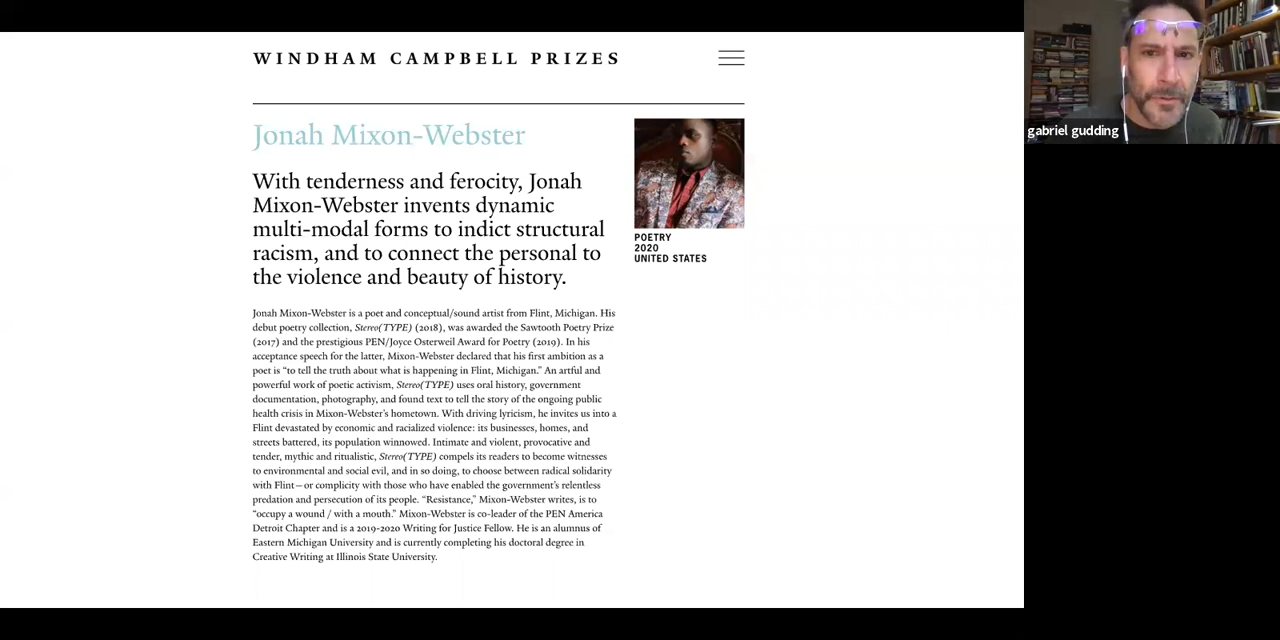 WINDHAM CAMPBELL PRIZES
Jonah Mixon-Webster
With tenderness and ferocity, Jonah
Mixon-Webster invents dynamic
multi-modal forms to indict structural
racism, and to connect the personal to
the violence and beauty of history.
POETRY
2020
UNITED STATES
Jonah Mixon-Webster is a poet and conceptual/sound artist from Flint, Michigan. His
debut poetry collection, Stereo(TYPE) (2018), was awarded the Sawtooth Poetry Prize
(2017) and the prestigious PEN/Joyce Osterweil Award for Poetry (2019). In his
acceptance speech for the latter, Mixon-Webster declared that his first ambition as a
poet is “to tell the truth about what is happening in Flint, Michigan.” An artful and
powerful work of poetic activism, Stereo(TYPE) uses oral history, government
documentation, photography, and found text to tell the story of the ongoing public
health crisis in Mixon-Webster’s hometown. With driving lyricism, he invites us into a
Flint devastated by economic and racialized violence: its businesses, homes, and
streets battered, its population winnowed. Intimate and violent, provocative and
tender, mythic and ritualistic, Stereo(TYPE) compels its readers to become witnesses
to environmental and social evil, and in so doing, to choose between radical solidarity
with Flint—or complicity with those who have enabled the government’s relentless
predation and persecution of its people. “Resistance,” Mixon-Webster writes, is to
“occupy a wound / with a mouth.” Mixon-Webster is co-leader of the PEN America
Detroit Chapter and is a 2019-2020 Writing for Justice Fellow. He is an alumnus of
Eastern Michigan University and is currently completing his doctoral degree in
Creative Writing at Illinois State University.
gabriel gudding